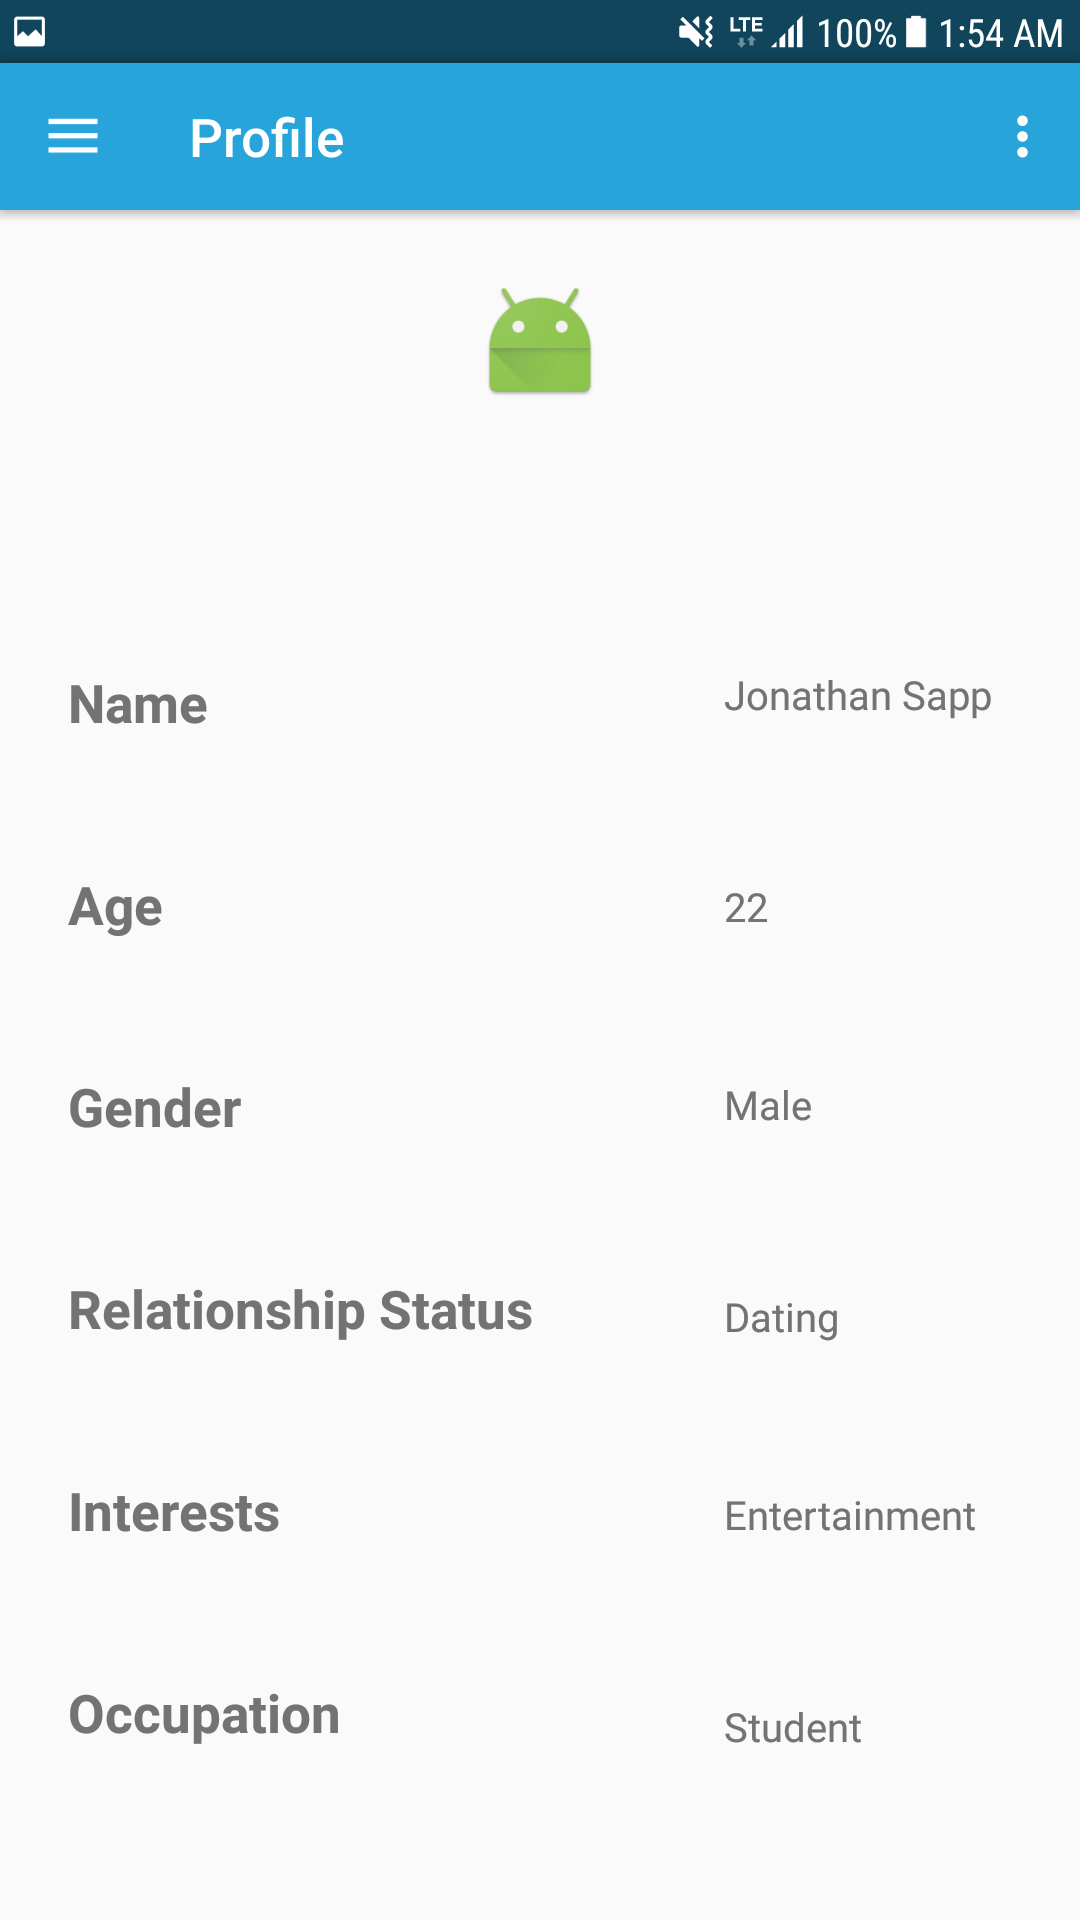 LTE 100% 1:54 AM
Profile
Name Jonathan Sapp
Age 22
Gender Male
Relationship Status Dating
Interests Entertainment
Occupation Student